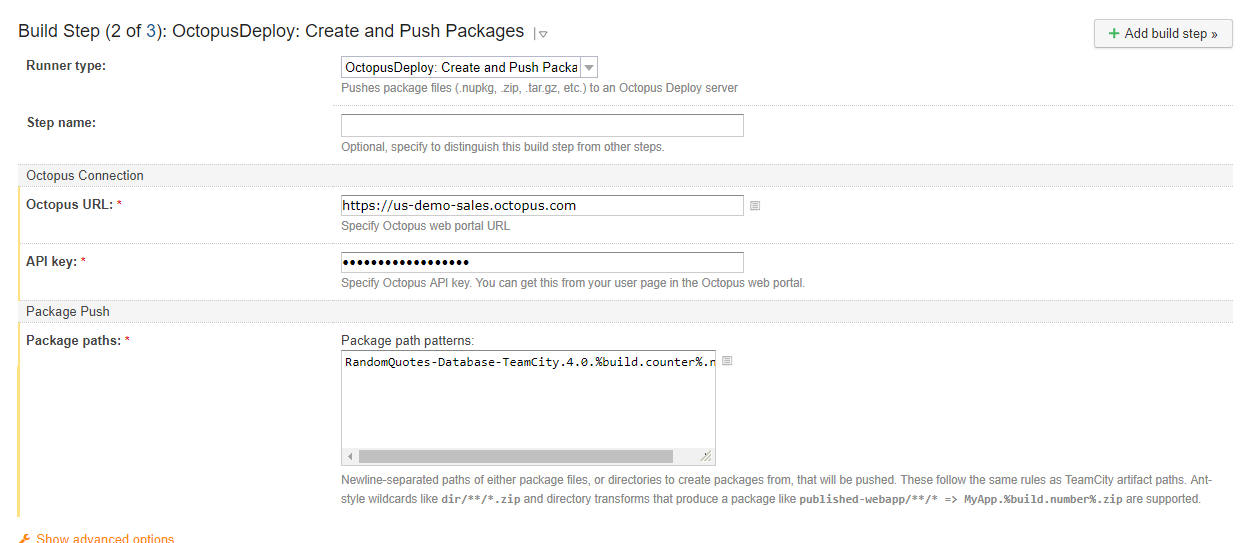 Build Step (2 of 3): OctopusDeploy: Create and Push Packages
+ Add build step »
Runner type:
OctopusDeploy: Create and Push Packa
Pushes package files (.nupkg, .zip, .tar.gz, etc.) to an Octopus Deploy server
Step name:
Optional, specify to distinguish this build step from other steps.
Octopus Connection
Octopus URL: *
https://us-demo-sales.octopus.com
Specify Octopus web portal URL
API key: *
••••••••••••••••••
Specify Octopus API key. You can get this from your user page in the Octopus web portal.
Package Push
Package paths: *
Package path patterns:
RandomQuotes-Database-TeamCity.4.0.%build.counter%.n
Newline-separated paths of either package files, or directories to create packages from, that will be pushed. These follow the same rules as TeamCity artifact paths. Ant-
style wildcards like dir/**/*.zip and directory transforms that produce a package like published-webapp/**/* => MyApp.%build.number%.zip are supported.
Show advanced options